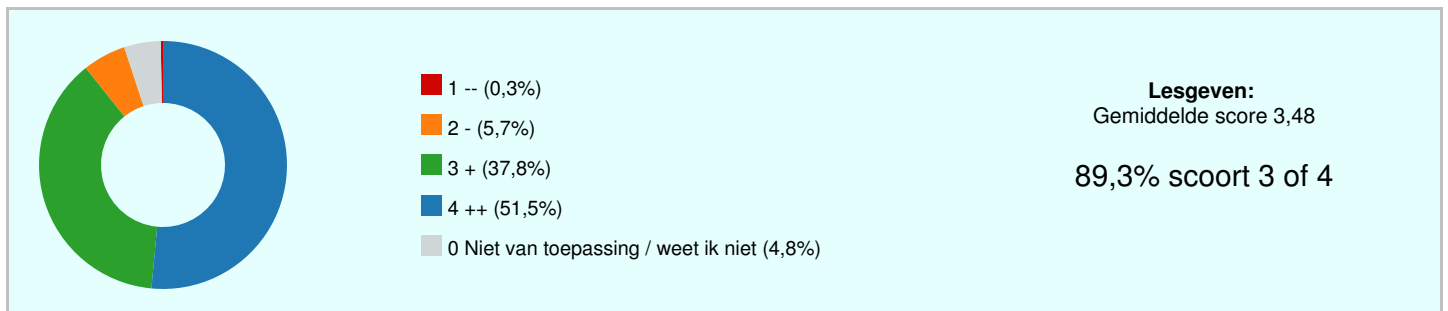 1 -- (0,3%)
2 - (5,7%)
3 + (37,8%)
4 ++ (51,5%)
0 Niet van toepassing / weet ik niet (4,8%)
Lesgeven:
Gemiddelde score 3,48
89,3% scoort 3 of 4